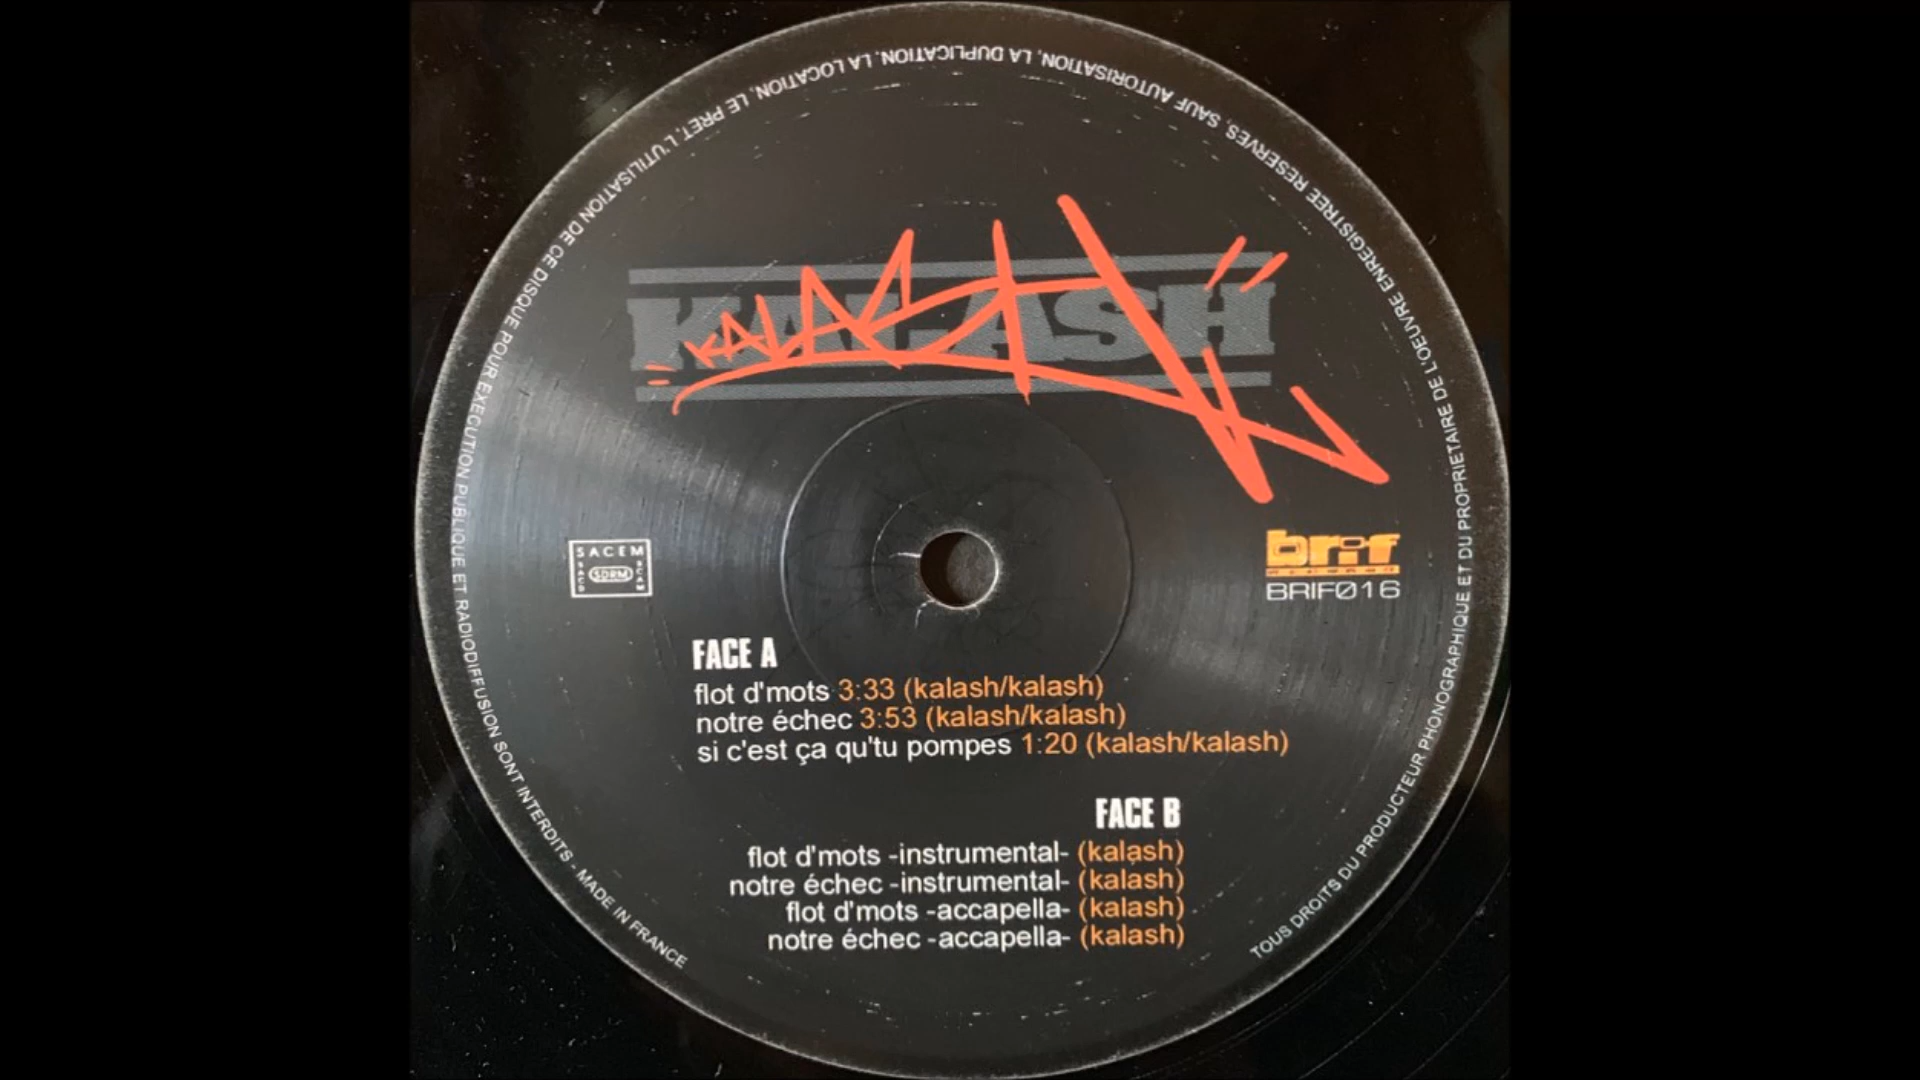 TOUS DROITS DU PRODUCTEUR PHONOGRAPHIQUE ET DU PROPRIETAIRE DE L'OEUVRE ENREGISTREE RESERVES. SAUF AUTORISATION, LA DUPLICATION, LA LOCATION, LE PRET, L'UTILISATION DE CE DISQUE POUR EXECUTION PUBLIQUE ET RADIODIFFUSION SONT INTERDITS - MADE IN FRANCE
KALASH
KALASH
SACEM
SACD
SDRM
SCAM
brif
BRIFØ16
FACE A
flot d'mots 3:33 (kalash/kalash)
notre échec 3:53 (kalash/kalash)
si c'est ça qu'tu pompes 1:20 (kalash/kalash)
FACE B
flot d'mots -instrumental- (kalash)
notre échec -instrumental- (kalash)
flot d'mots -accapella- (kalash)
notre échec -accapella- (kalash)